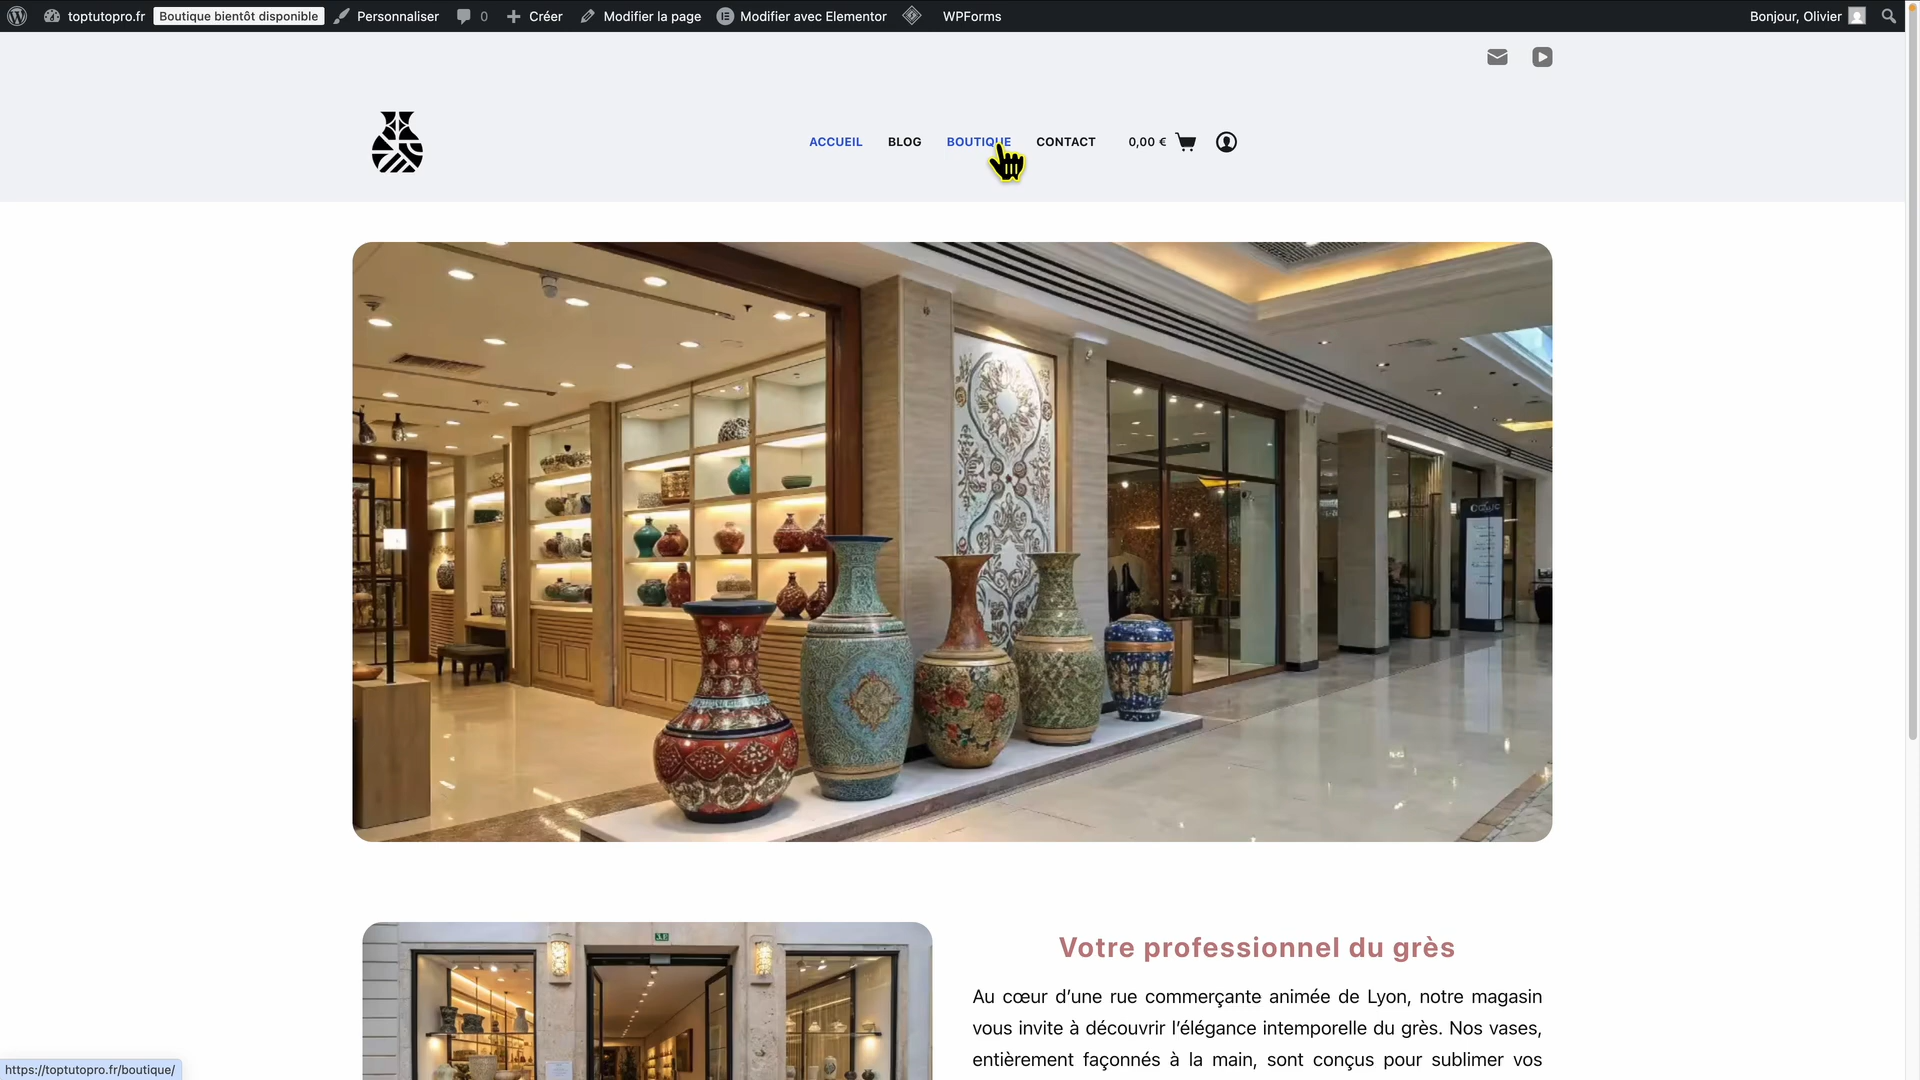 toptutopro.fr
Boutique bientôt disponible
Personnaliser
0
Créer
Modifier la page
Modifier avec Elementor
WPForms
Bonjour, Olivier
ACCUEIL
BLOG
BOUTIQUE
CONTACT
0,00 €
Votre professionnel du grès
Au cœur d’une rue commerçante animée de Lyon, notre magasin
vous invite à découvrir l’élégance intemporelle du grès. Nos vases,
entièrement façonnés à la main, sont conçus pour sublimer vos
https://toptutopro.fr/boutique/